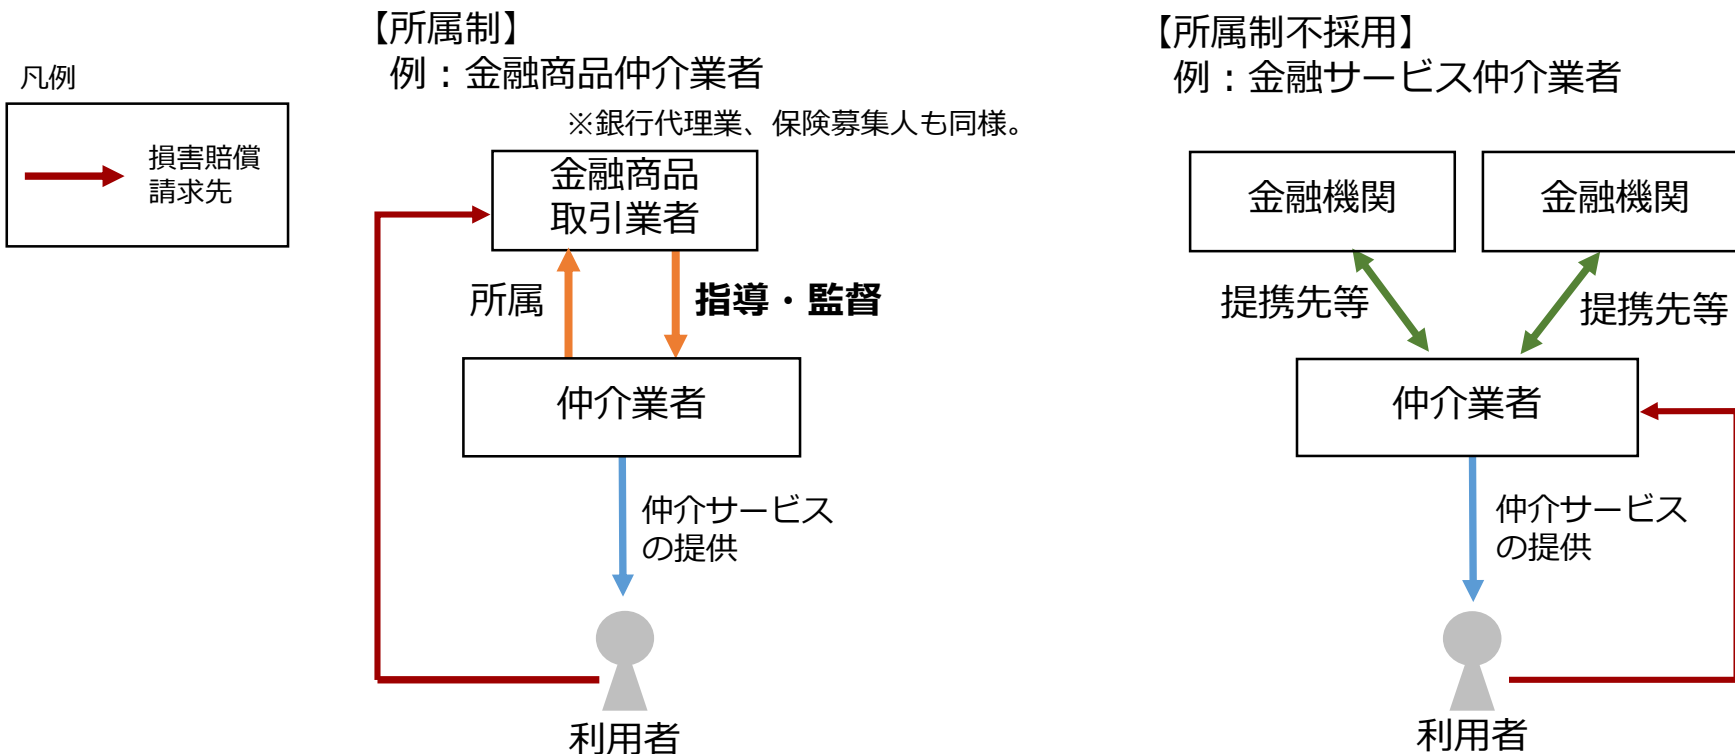 凡例
損害賠償
請求先
【所属制】
例：金融商品仲介業者
※銀行代理業、保険募集人も同様。
金融商品
取引業者
所属
指導・監督
仲介業者
仲介サービス
の提供
利用者
【所属制不採用】
例：金融サービス仲介業者
金融機関
金融機関
提携先等
提携先等
仲介業者
仲介サービス
の提供
利用者